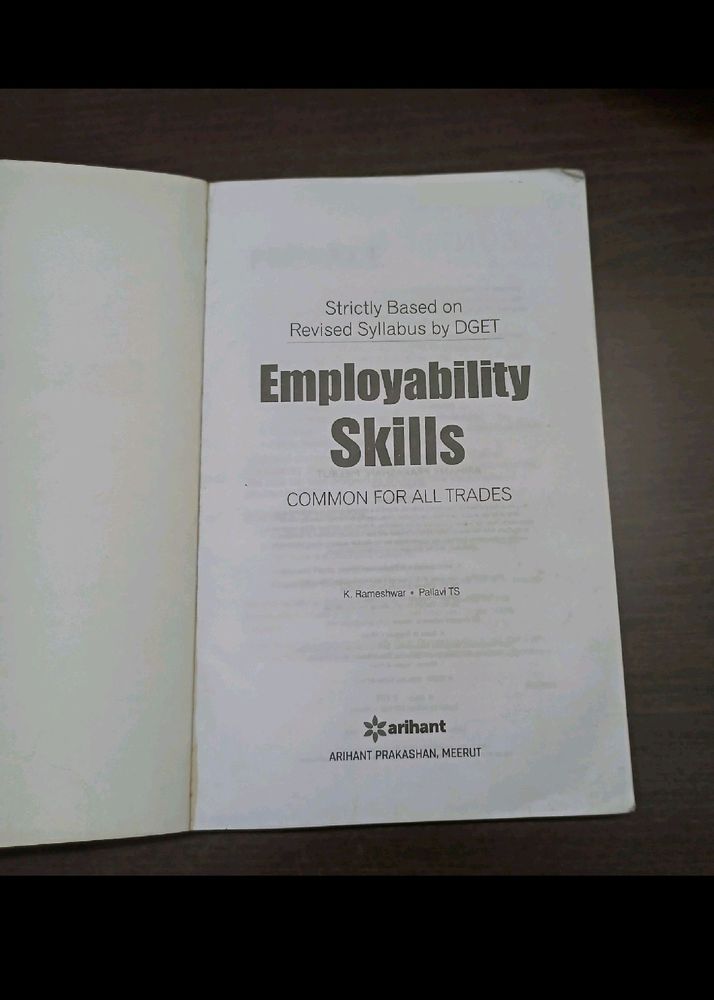 Strictly Based on
Revised Syllabus by DGET
Employability
Skills
COMMON FOR ALL TRADES
K. Rameshwar • Pallavi TS
arihant
ARIHANT PRAKASHAN, MEERUT